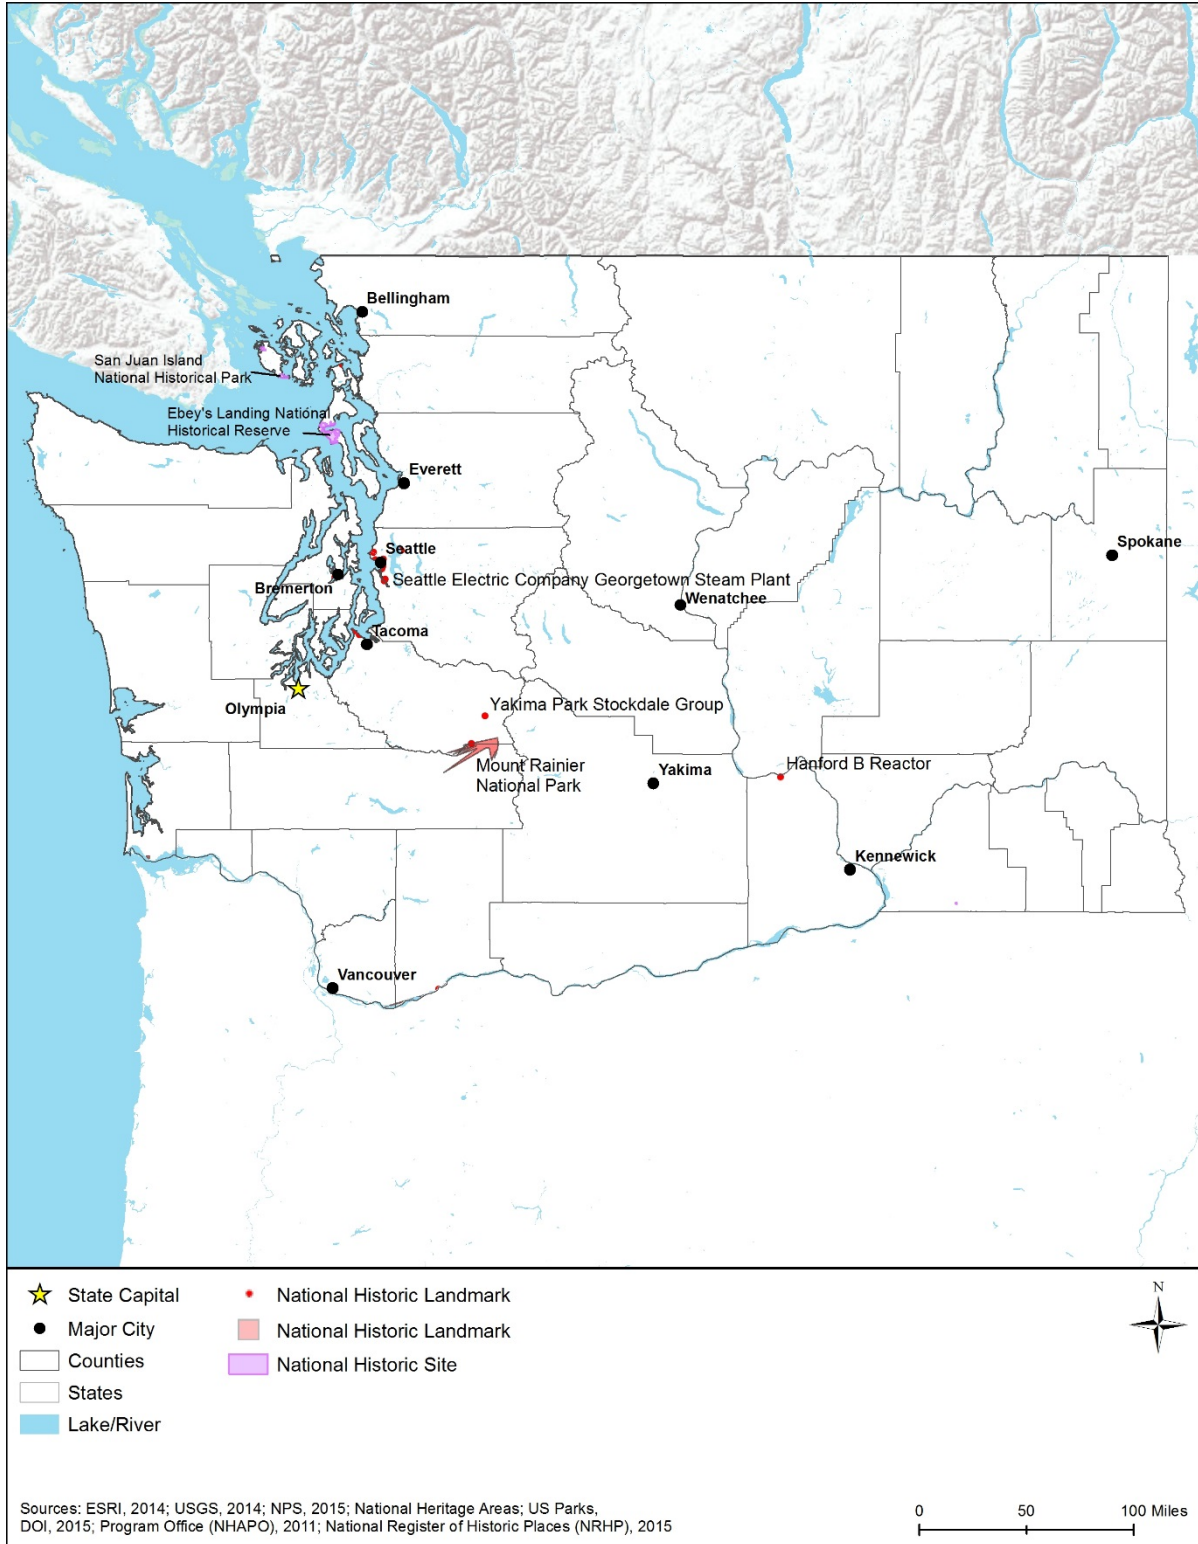 Bellingham
San Juan Island
National Historical Park
Ebey's Landing National
Historical Reserve
Everett
Seattle
Spokane
Bremerton
Seattle Electric Company Georgetown Steam Plant
Wenatchee
Tacoma
Olympia
Yakima Park Stockdale Group
Mount Rainier
National Park
Yakima
Hanford B Reactor
Kennewick
Vancouver
State Capital
Major City
Counties
States
Lake/River
National Historic Landmark
National Historic Landmark
National Historic Site
N
Sources: ESRI, 2014; USGS, 2014; NPS, 2015; National Heritage Areas; US Parks,
DOI, 2015; Program Office (NHAPO), 2011; National Register of Historic Places (NRHP), 2015
0 50 100 Miles